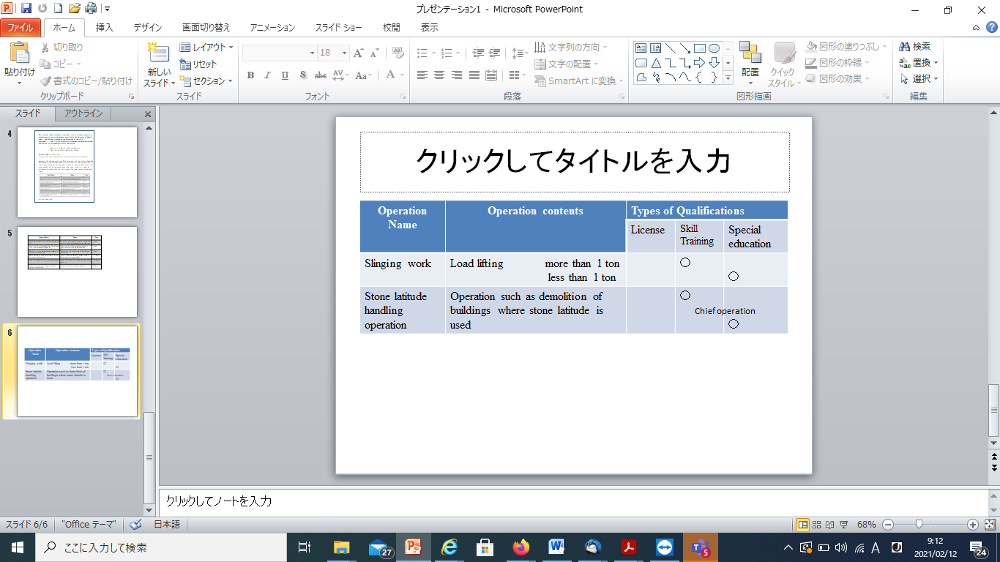 プレゼンテーション1 - Microsoft PowerPoint
ファイル ホーム 挿入 デザイン 画面切り替え アニメーション スライド ショー 校閲 表示
貼り付け
切り取り
コピー
書式のコピー/貼り付け
クリップボード
新しい
スライド
レイアウト
リセット
セクション
スライド
18
B I U S abc AV Aa A
フォント
文字列の方向
文字の配置
SmartArt に変換
段落
配置
クイック
スタイル
図形の塗りつぶし
図形の枠線
図形の効果
図形描画
検索
置換
選択
編集
スライド アウトライン
4
5
6
クリックしてタイトルを入力
Operation
Name
Operation contents
Types of Qualifications
License
Skill
Training
Special
education
Slinging work
Load lifting more than 1 ton
less than 1 ton
○
○
Stone latitude
handling
operation
Operation such as demolition of
buildings where stone latitude is
used
○
Chief operation
○
クリックしてノートを入力
スライド 6/6 "Office テーマ" 日本語
68%
ここに入力して検索
27
5
A
9:12
2021/02/12
24